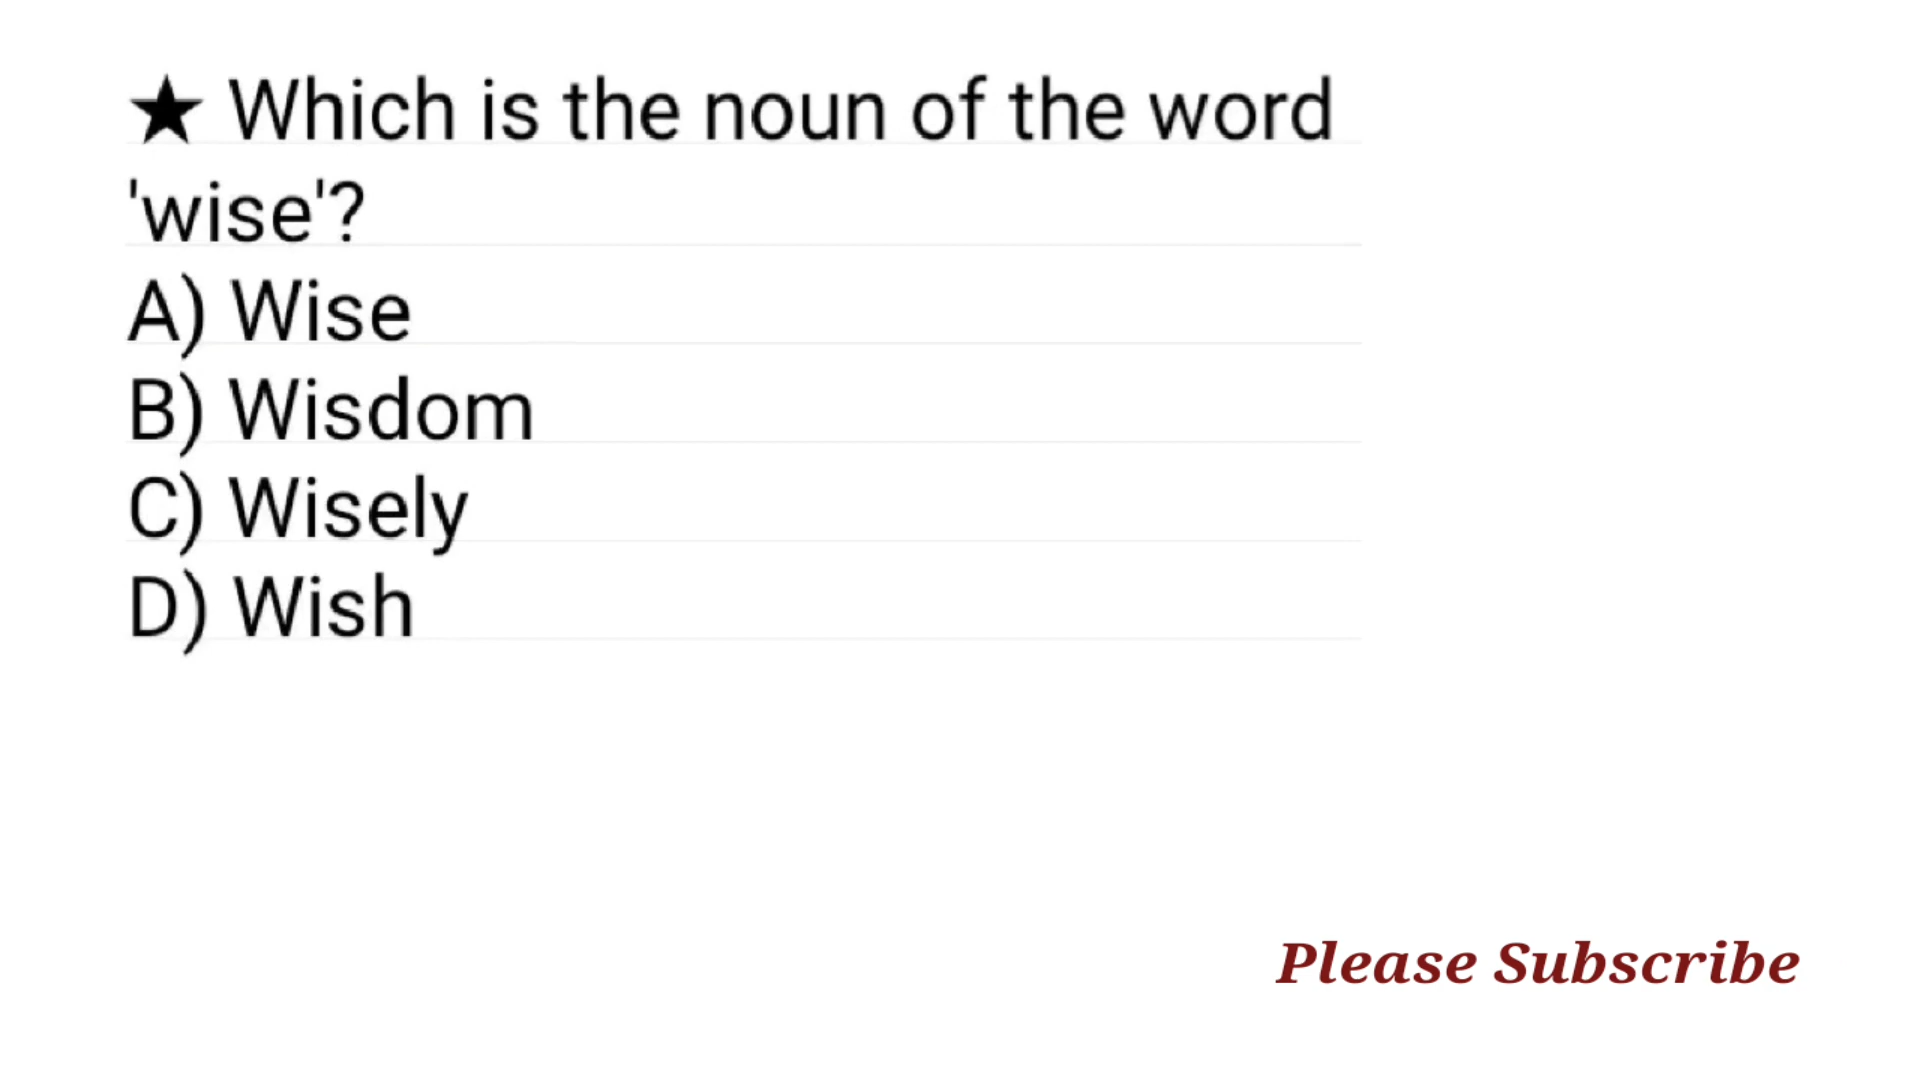 ★ Which is the noun of the word
'wise'?
A) Wise
B) Wisdom
C) Wisely
D) Wish
Please Subscribe